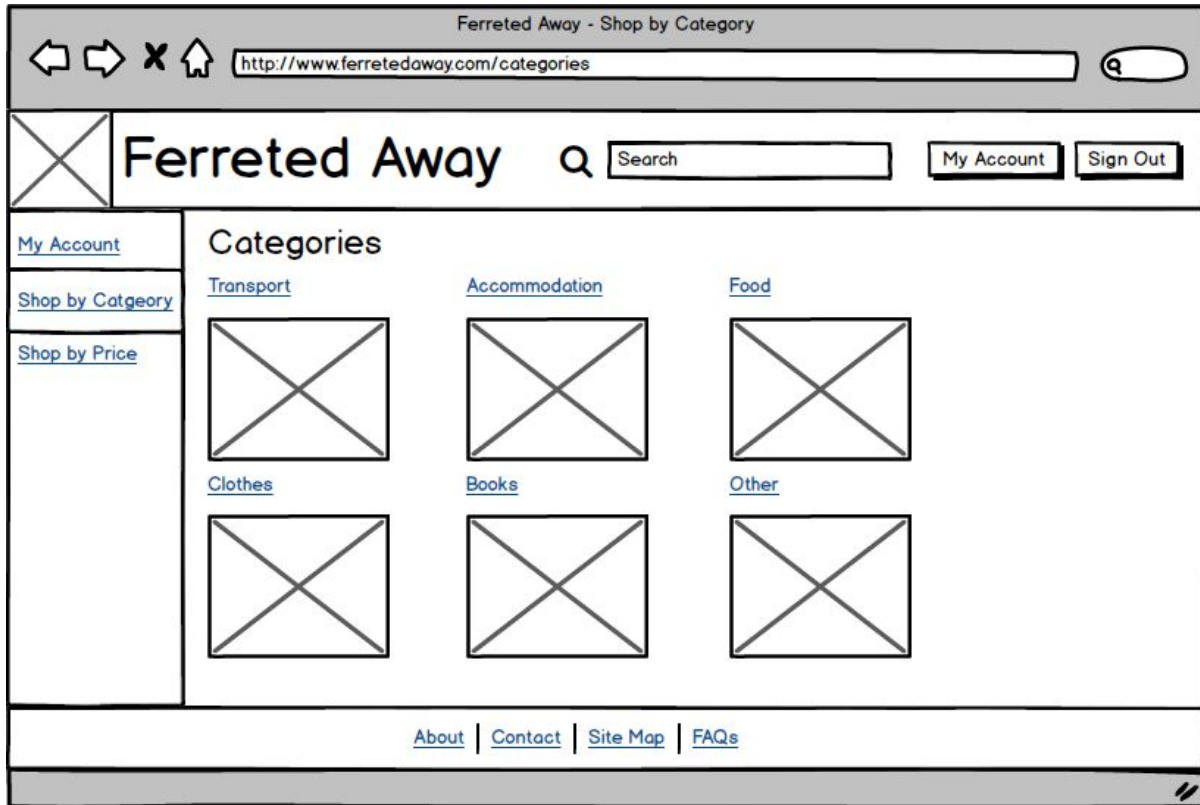 Ferreted Away - Shop by Category
http://www.ferretedaway.com/categories
Ferreted Away
Search
My Account
Sign Out
My Account
Shop by Catgeory
Shop by Price
Categories
Transport
Accommodation
Food
Clothes
Books
Other
About
Contact
Site Map
FAQs